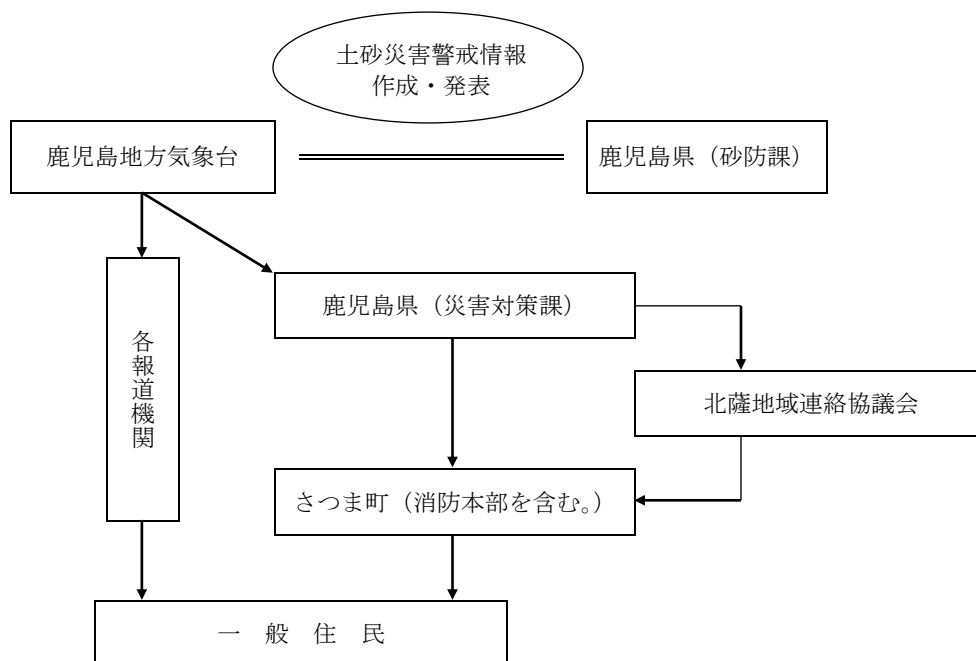 土砂災害警戒情報
作成・発表
鹿児島地方気象台
鹿児島県（砂防課）
鹿児島県（災害対策課）
各報道機関
北薩地域連絡協議会
さつま町（消防本部を含む。）
一　般　住　民